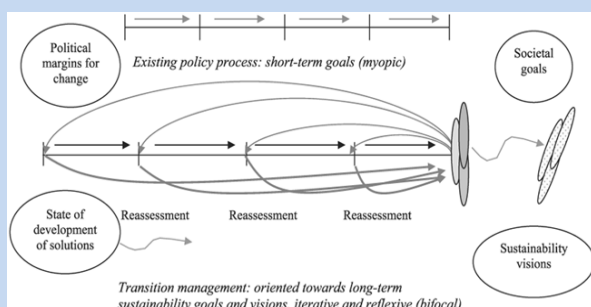 Political
margins for
change
Existing policy process: short-term goals (myopic)
Societal
goals
Reassessment
Reassessment
Reassessment
State of
development
of solutions
Sustainability
visions
Transition management: oriented towards long-term
sustainability goals and visions, iterative and reflexive (bifocal)